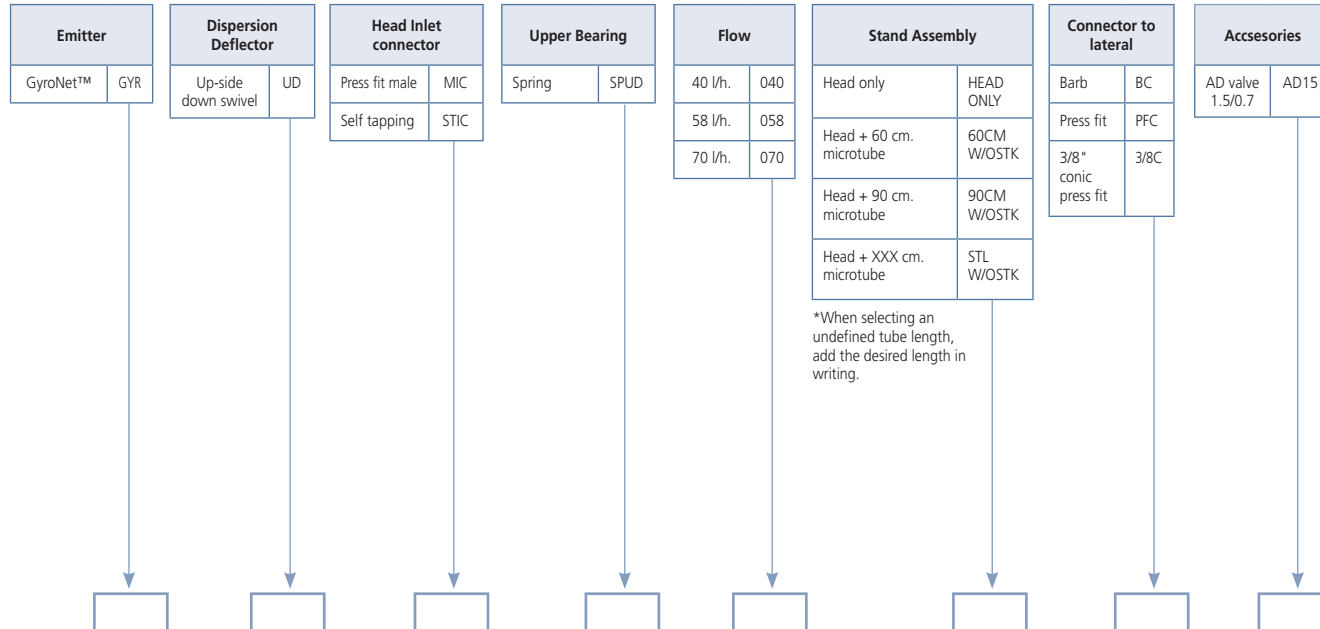 Emitter
GyroNet™ GYR
Dispersion
Deflector
Up-side
down swivel
UD
Head Inlet
connector
Press fit male MIC
Self tapping STIC
Upper Bearing
Spring SPUD
Flow
40 l/h. 040
58 l/h. 058
70 l/h. 070
Stand Assembly
Head only
HEAD
ONLY
Head + 60 cm.
microtube
60CM
W/OSTK
Head + 90 cm.
microtube
90CM
W/OSTK
Head + XXX cm.
microtube
STL
W/OSTK
*When selecting an
undefined tube length,
add the desired length in
writing.
Connector to
lateral
Barb BC
Press fit PFC
3/8"
conic
press fit
3/8C
Accsesories
AD valve
1.5/0.7
AD15